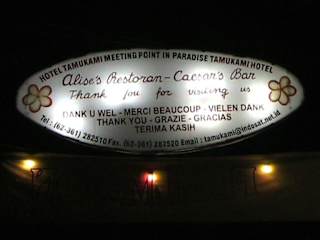 HOTEL TAMUKAMI MEETING POINT IN PARADISE TAMUKAMI HOTEL
Alise's Restoran - Caesar's Bar
Thank you for visiting us
DANK U WEL - MERCI BEAUCOUP - VIELEN DANK
THANK YOU - GRAZIE - GRACIAS
TERIMA KASIH
Tel.: (62-361) 282510 Fax. (62-361) 282520 Email : tamukami@indosat.net.id